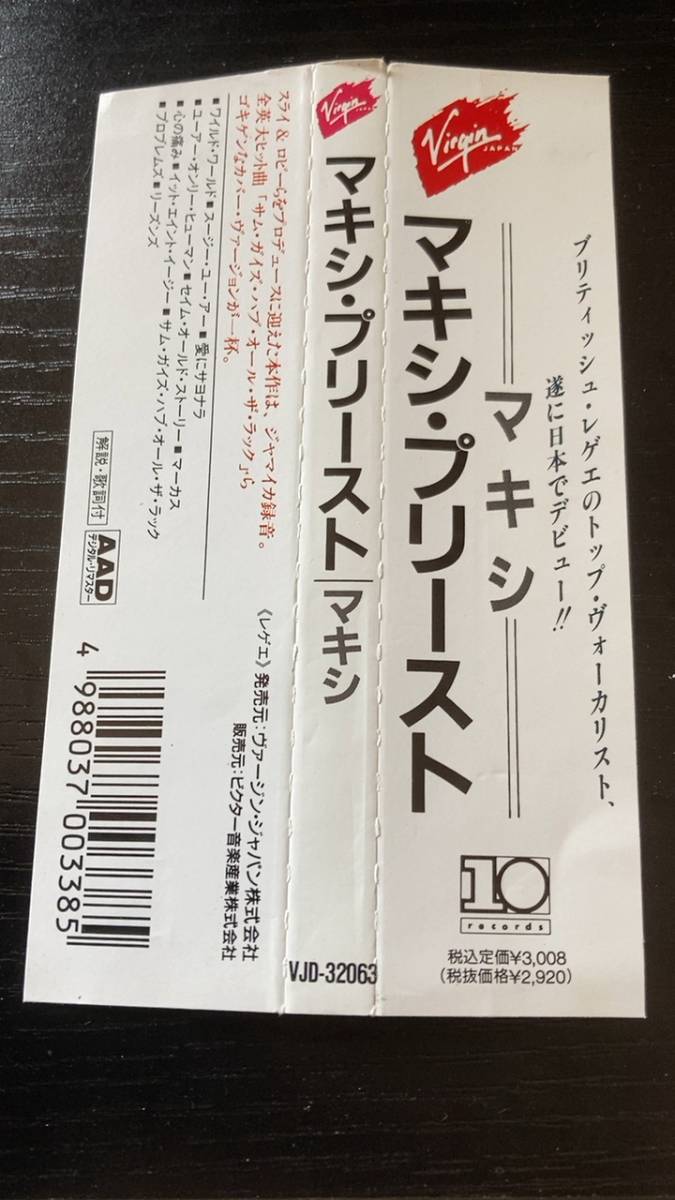 ブリティッシュ・レゲエのトップ・ヴォーカリスト、
遂に日本でデビュー!!
マキシ
Virgin
JAPAN
マキシ・プリースト
10
records
税込定価¥3,008
(税抜価格¥2,920)
Virgin
JAPAN
マキシ・プリースト|マキシ
VJD-32063
スライ&ロビーらをプロデュースに迎えた本作は、ジャマイカ録音。
全英大ヒット曲「サム・ガイズ・ハブ・オール・ザ・ラック」ら
ゴキゲンなカバー・ヴァージョンが一杯。
■ワイルド・ワールド■スージー・ユー・アー■愛にサヨナラ
■ユーアー・オンリー・ヒューマン■セイム・オールド・ストーリー■マーカス
■心の痛み■イット・エイント・イージー■サム・ガイズ・ハブ・オール・ザ・ラック
■プロブレムズ■リーズンズ
解説・歌詞付
AAD
デジタル・リマスター
《レゲエ》発売元:ヴァージン・ジャパン株式会社
販売元:ビクター音楽産業株式会社
4 988037 003385